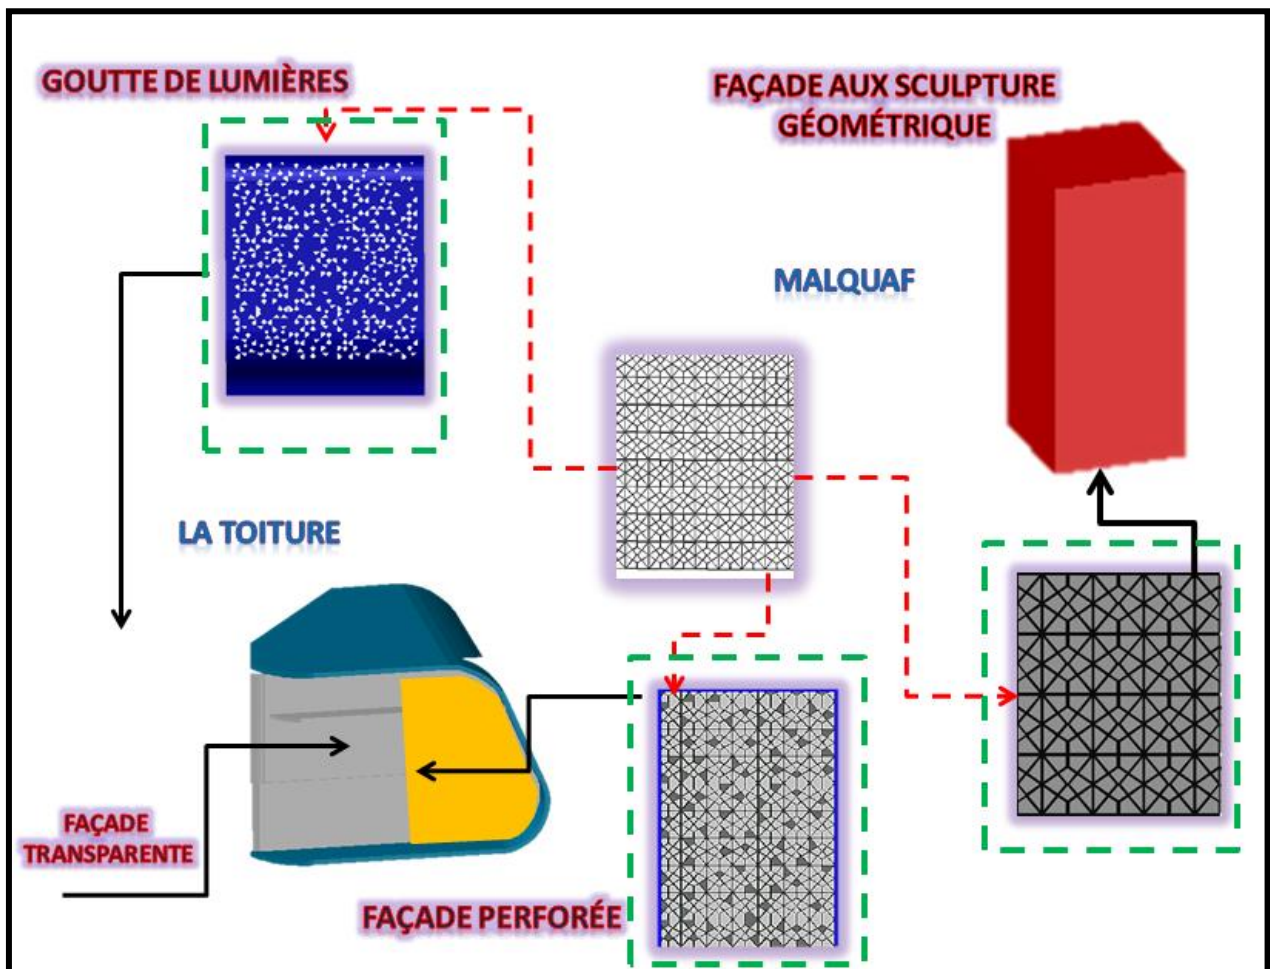 GOUTTE DE LUMIÈRES
FAÇADE AUX SCULPTURE
GÉOMÉTRIQUE
MALQUAF
LA TOITURE
FAÇADE
TRANSPARENTE
FAÇADE PERFORÉE